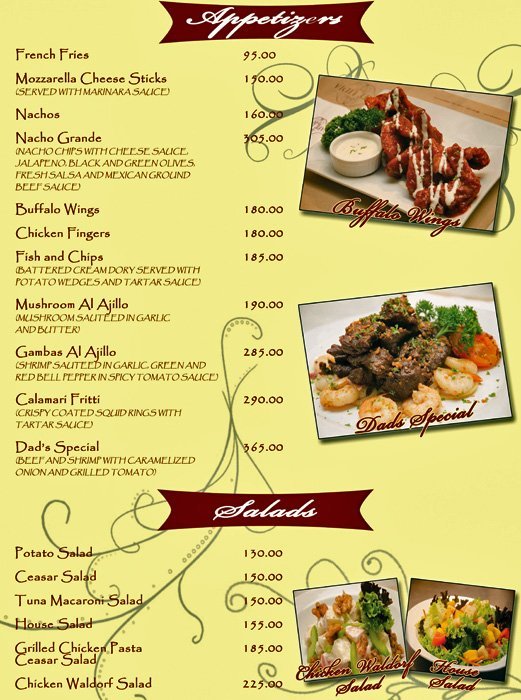 Appetizers
French Fries 95.00
Mozzarella Cheese Sticks 150.00
(SERVED WITH MARINARA SAUCE)
Nachos 160.00
Nacho Grande 305.00
(NACHO CHIPS WITH CHEESE SAUCE,
JALAPENO, BLACK AND GREEN OLIVES,
FRESH SALSA AND MEXICAN GROUND
BEEF SAUCE)
Buffalo Wings
Buffalo Wings 180.00
Chicken Fingers 180.00
Fish and Chips 185.00
(BATTERED CREAM DORY SERVED WITH
POTATO WEDGES AND TARTAR SAUCE)
Mushroom Al Ajillo 190.00
(MUSHROOM SAUTEED IN GARLIC
AND BUTTER)
Gambas Al Ajillo 285.00
(SHRIMP SAUTEED IN GARLIC, GREEN AND
RED BELL PEPPER IN SPICY TOMATO SAUCE)
Calamari Fritti 290.00
(CRISPY COATED SQUID RINGS WITH
TARTAR SAUCE)
Dads Special
Dad's Special 365.00
(BEEF AND SHRIMP WITH CARAMELIZED
ONION AND GRILLED TOMATO)
Salads
Potato Salad 130.00
Ceasar Salad 150.00
Tuna Macaroni Salad 150.00
House Salad 155.00
Grilled Chicken Pasta 185.00
Ceasar Salad
Chicken Waldorf Salad 225.00
Chicken Waldorf
Salad
House
Salad